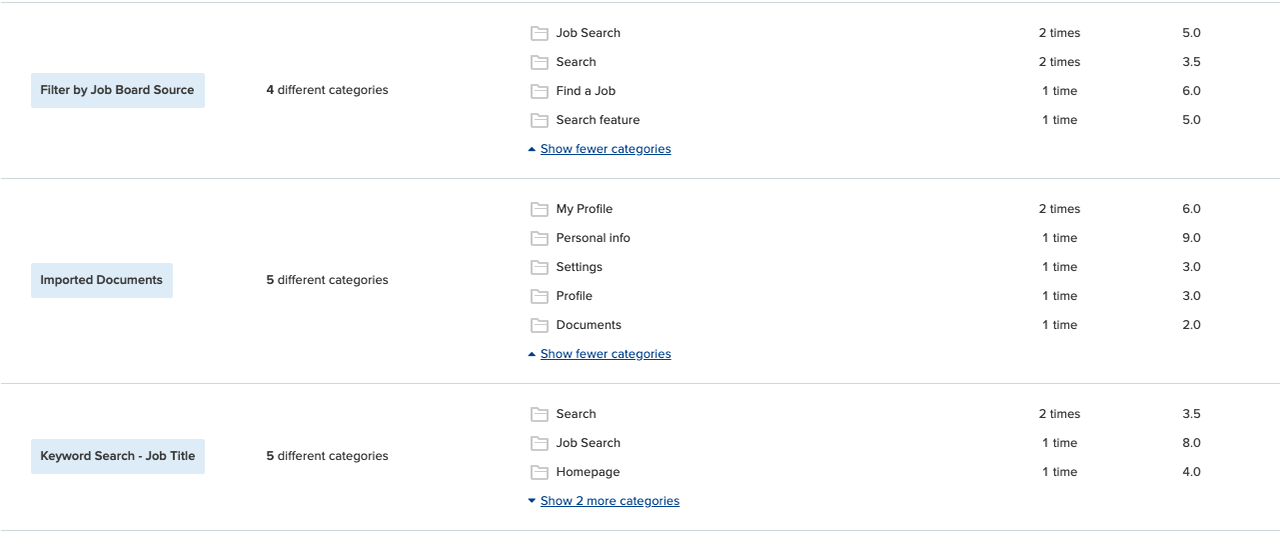 Job Search 2 times 5.0
Search 2 times 3.5
Filter by Job Board Source 4 different categories
Find a Job 1 time 6.0
Search feature 1 time 5.0
Show fewer categories
My Profile 2 times 6.0
Personal info 1 time 9.0
Settings 1 time 3.0
Imported Documents 5 different categories
Profile 1 time 3.0
Documents 1 time 2.0
Show fewer categories
Search 2 times 3.5
Job Search 1 time 8.0
Keyword Search - Job Title 5 different categories
Homepage 1 time 4.0
Show 2 more categories